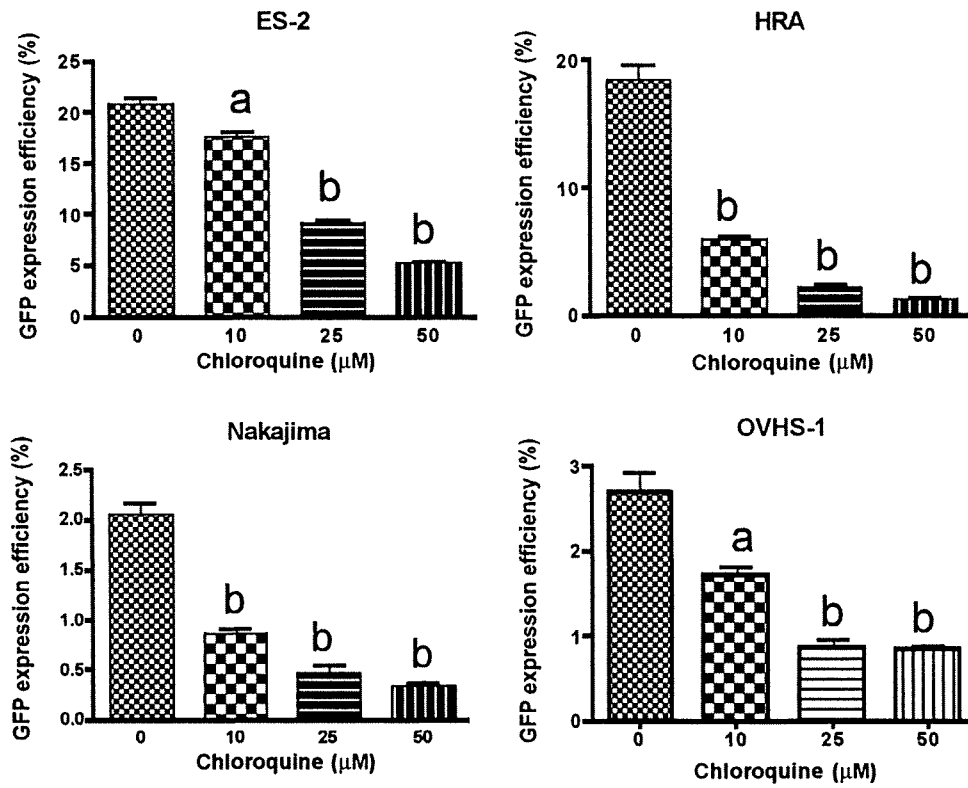 ES-2
GFP expression efficiency (%)
25
20
15
10
5
0
a
b
b
0 10 25 50
Chloroquine (μM)
HRA
GFP expression efficiency (%)
20
10
0
b
b
b
0 10 25 50
Chloroquine (μM)
Nakajima
GFP expression efficiency (%)
2.5
2.0
1.5
1.0
0.5
0.0
b
b
b
0 10 25 50
Chloroquine (μM)
OVHS-1
GFP expression efficiency (%)
3
2
1
0
a
b
b
0 10 25 50
Chloroquine (μM)